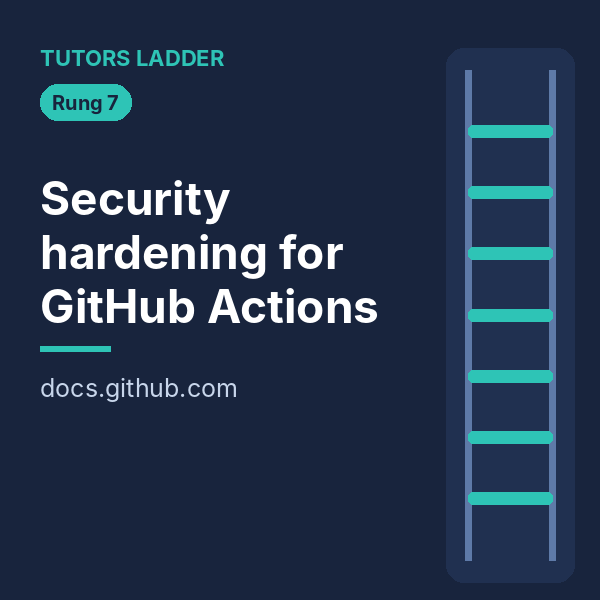 TUTORS LADDER
Rung 7
Security
hardening for
GitHub Actions
docs.github.com